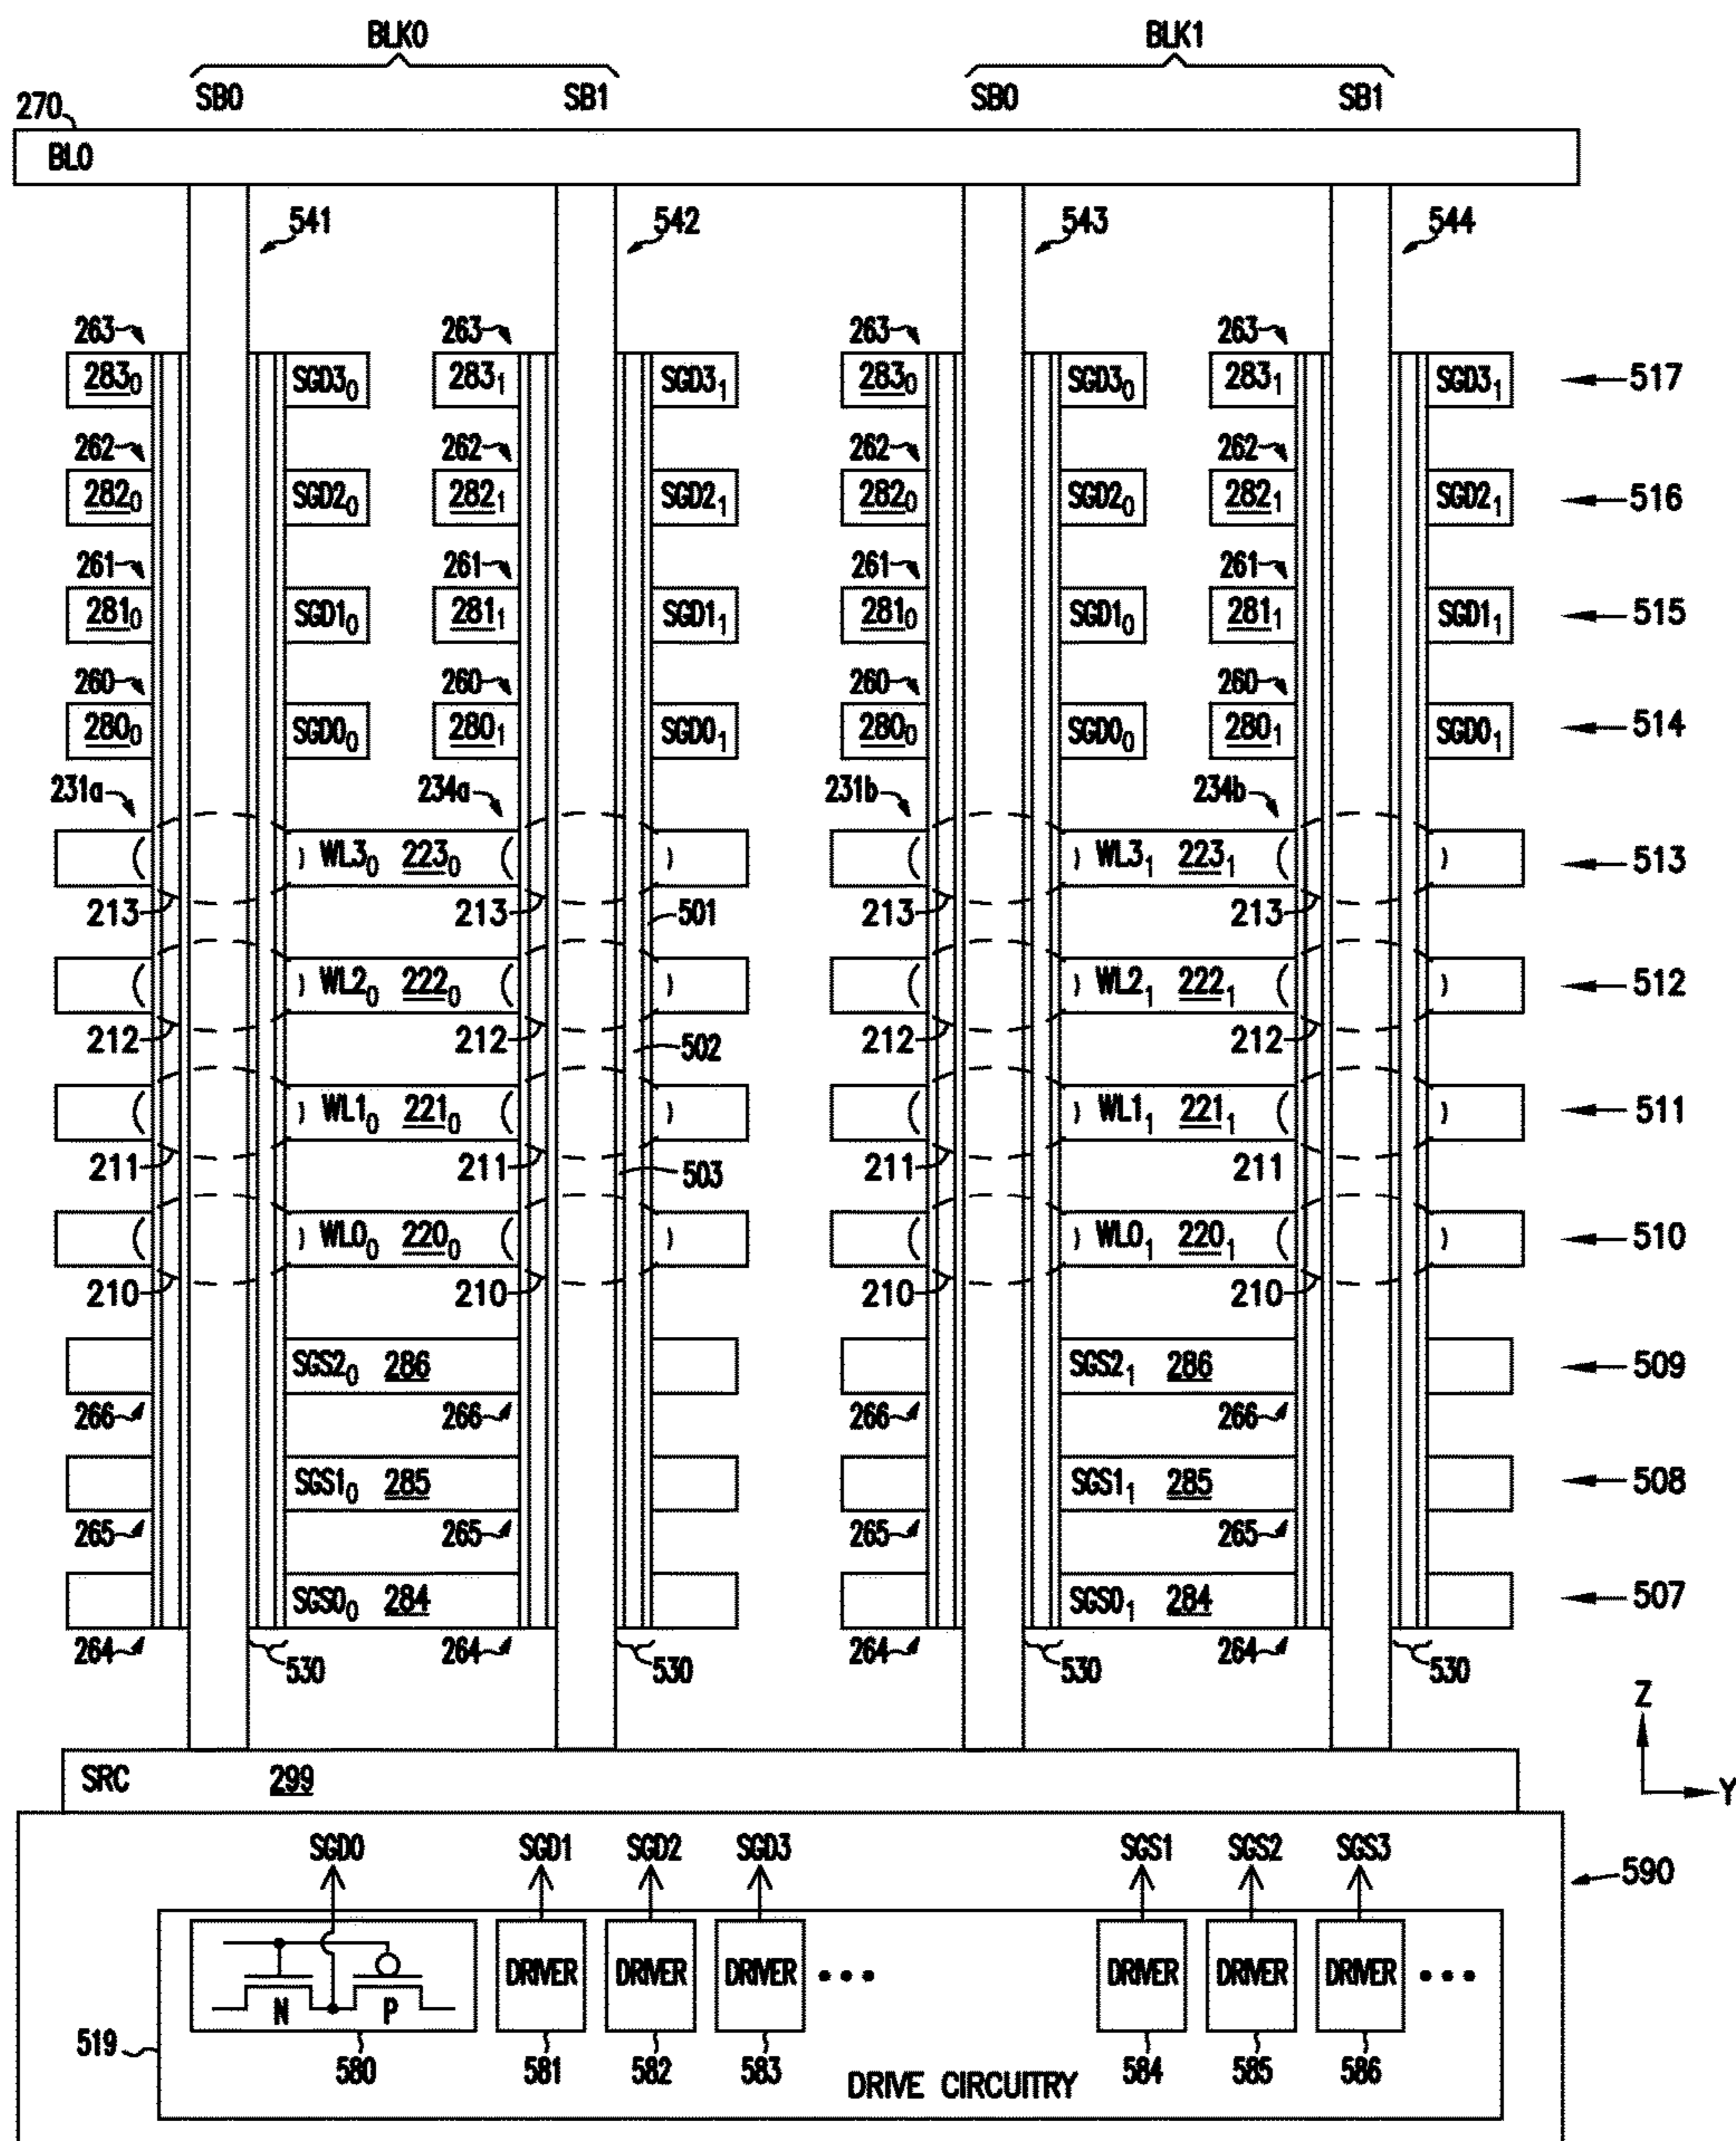 BLK0 BLK1
SB0 SB1 SB0 SB1
270
BL0
541 542 543 544
263 263 263 263
283₀ SGD3₀ 283₁ SGD3₁ 283₀ SGD3₀ 283₁ SGD3₁ 517
262 262 262 262
282₀ SGD2₀ 282₁ SGD2₁ 282₀ SGD2₀ 282₁ SGD2₁ 516
261 261 261 261
281₀ SGD1₀ 281₁ SGD1₁ 281₀ SGD1₀ 281₁ SGD1₁ 515
260 260 260 260
280₀ SGD0₀ 280₁ SGD0₁ 280₀ SGD0₀ 280₁ SGD0₁ 514
231a 234a 231b 234b
WL3₀ 223₀ WL3₁ 223₁ 513
213 213 501 213 213
WL2₀ 222₀ WL2₁ 222₁ 512
212 212 502 212 212
WL1₀ 221₀ WL1₁ 221₁ 511
211 211 503 211 211
WL0₀ 220₀ WL0₁ 220₁ 510
210 210 210 210
SGS2₀ 286 SGS2₁ 286 509
266 266 266 266
SGS1₀ 285 SGS1₁ 285 508
265 265 265 265
SGS0₀ 284 SGS0₁ 284 507
264 530 264 530 264 530 264 530
Z
SRC 299 Y
SGD0 SGD1 SGD2 SGD3 SGS1 SGS2 SGS3 590
DRIVER DRIVER DRIVER ••• DRIVER DRIVER DRIVER •••
N P
519 580 581 582 583 584 585 586
DRIVE CIRCUITRY